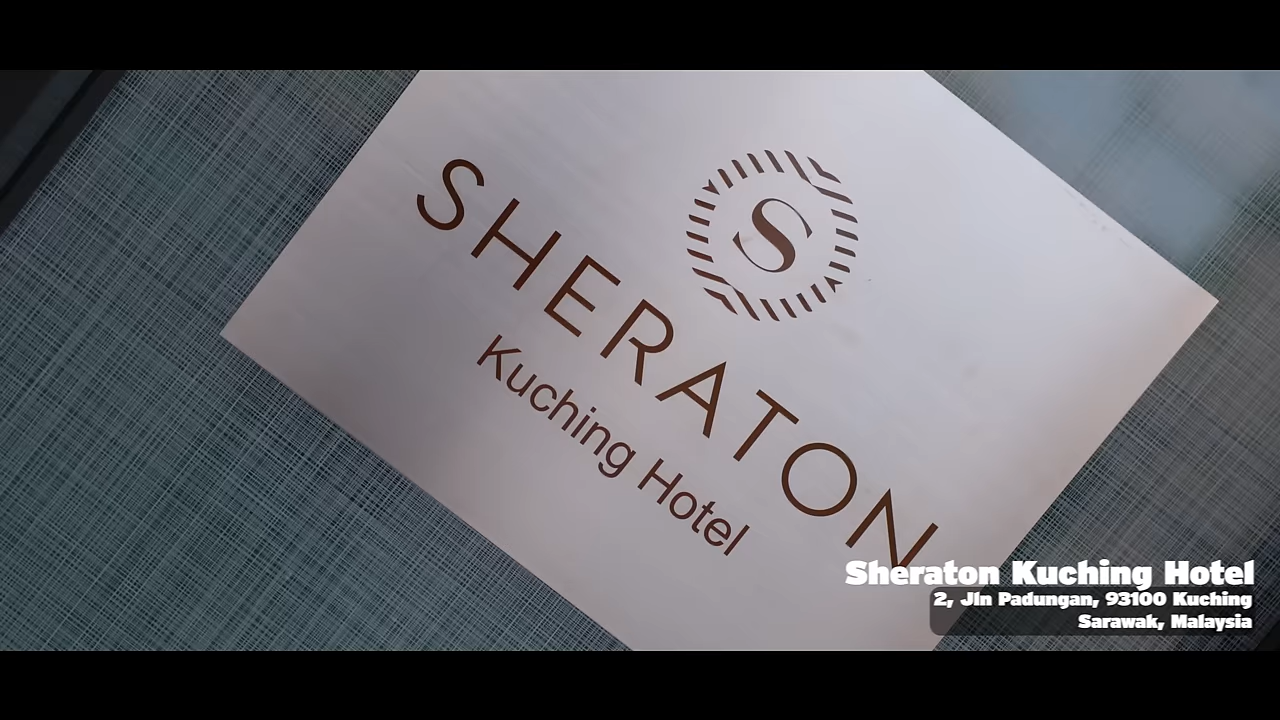 S
SHERATON
Kuching Hotel
Sheraton Kuching Hotel
2, Jln Padungan, 93100 Kuching
Sarawak, Malaysia